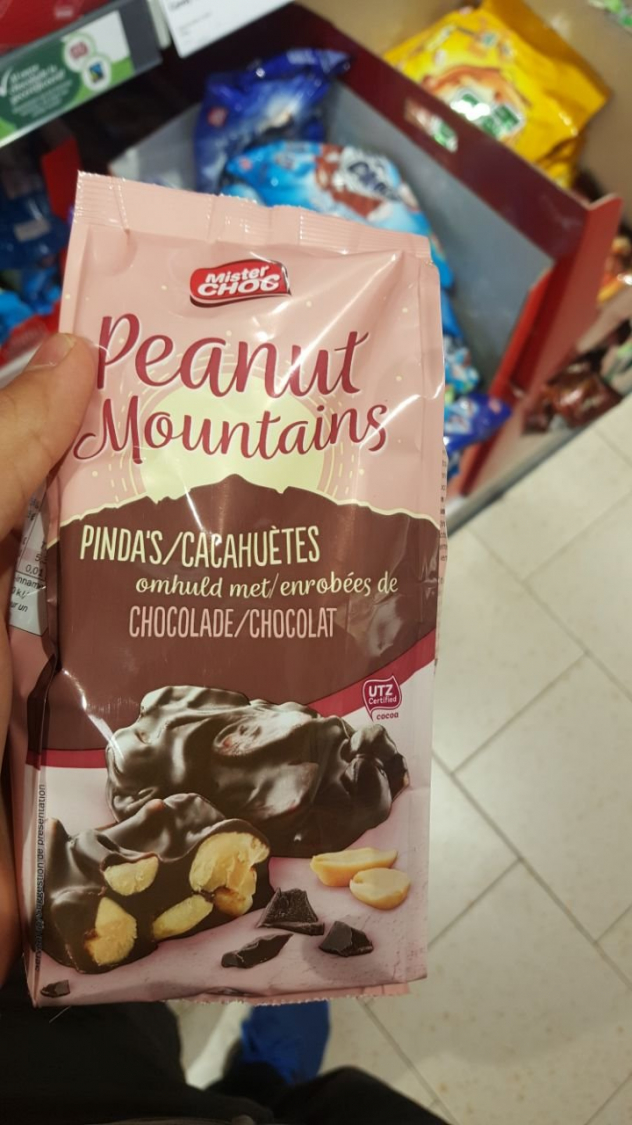 Mister
CHOC
Peanut
Mountains
PINDA'S/CACAHUÈTES
omhuld met/enrobées de
CHOCOLADE/CHOCOLAT
UTZ
Certified
cocoa